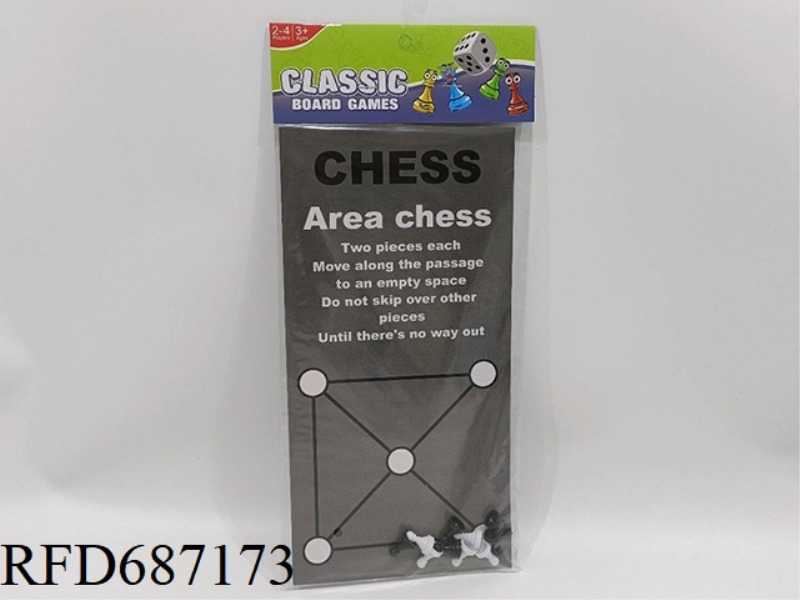 2-4 3+
Players Ages
CLASSIC
BOARD GAMES
CHESS
Area chess
Two pieces each
Move along the passage
to an empty space
Do not skip over other
pieces
Until there's no way out
RFD687173